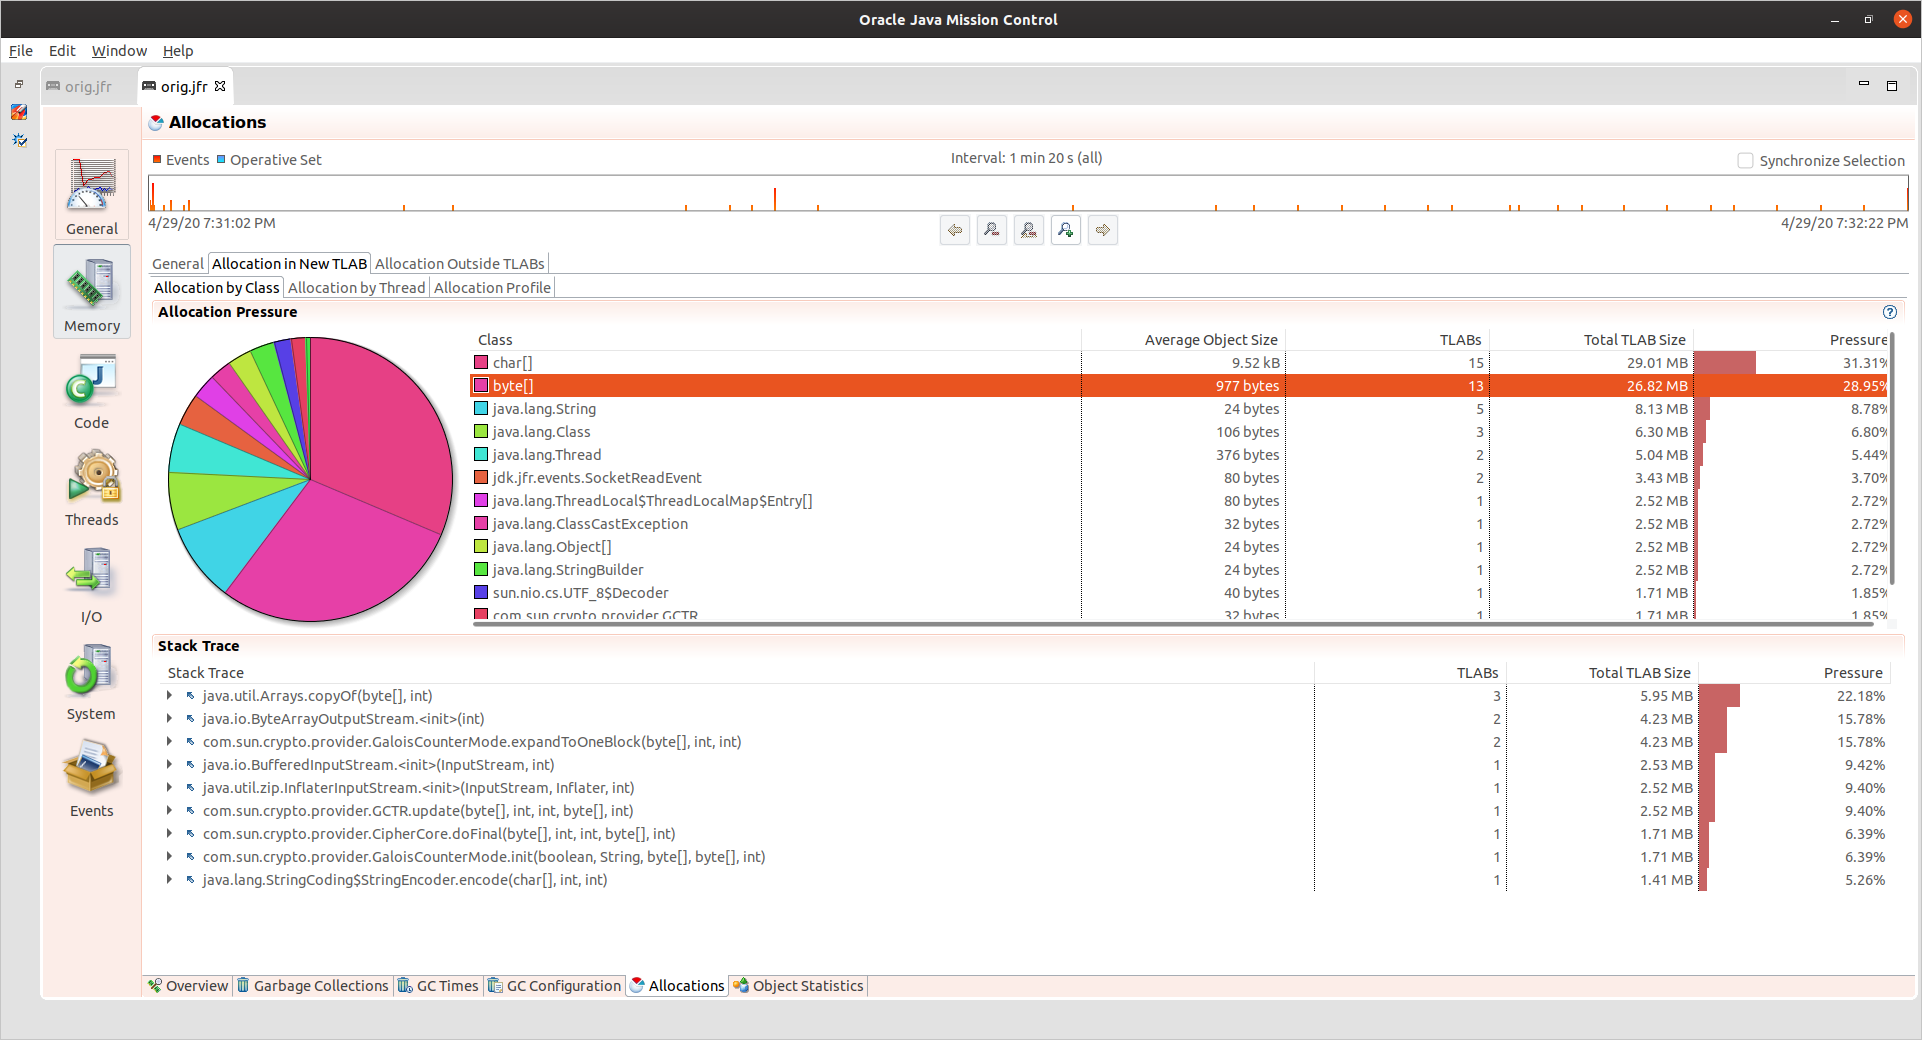 Oracle Java Mission Control
File Edit Window Help
orig.jfr orig.jfr
Allocations
Events Operative Set Interval: 1 min 20 s (all) Synchronize Selection
4/29/20 7:31:02 PM 4/29/20 7:32:22 PM
General
Memory
Code
Threads
I/O
System
Events
General Allocation in New TLAB Allocation Outside TLABs
Allocation by Class Allocation by Thread Allocation Profile
Allocation Pressure
Class Average Object Size TLABs Total TLAB Size Pressure
char[] 9.52 kB 15 29.01 MB 31.31%
byte[] 977 bytes 13 26.82 MB 28.95%
java.lang.String 24 bytes 5 8.13 MB 8.78%
java.lang.Class 106 bytes 3 6.30 MB 6.80%
java.lang.Thread 376 bytes 2 5.04 MB 5.44%
jdk.jfr.events.SocketReadEvent 80 bytes 2 3.43 MB 3.70%
java.lang.ThreadLocal$ThreadLocalMap$Entry[] 80 bytes 1 2.52 MB 2.72%
java.lang.ClassCastException 32 bytes 1 2.52 MB 2.72%
java.lang.Object[] 24 bytes 1 2.52 MB 2.72%
java.lang.StringBuilder 24 bytes 1 2.52 MB 2.72%
sun.nio.cs.UTF_8$Decoder 40 bytes 1 1.71 MB 1.85%
com.sun.crypto.provider.GCTR 32 bytes 1 1.71 MB 1.85%
Stack Trace
Stack Trace TLABs Total TLAB Size Pressure
java.util.Arrays.copyOf(byte[], int) 3 5.95 MB 22.18%
java.io.ByteArrayOutputStream.<init>(int) 2 4.23 MB 15.78%
com.sun.crypto.provider.GaloisCounterMode.expandToOneBlock(byte[], int, int) 2 4.23 MB 15.78%
java.io.BufferedInputStream.<init>(InputStream, int) 1 2.53 MB 9.42%
java.util.zip.InflaterInputStream.<init>(InputStream, Inflater, int) 1 2.52 MB 9.40%
com.sun.crypto.provider.GCTR.update(byte[], int, int, byte[], int) 1 2.52 MB 9.40%
com.sun.crypto.provider.CipherCore.doFinal(byte[], int, int, byte[], int) 1 1.71 MB 6.39%
com.sun.crypto.provider.GaloisCounterMode.init(boolean, String, byte[], byte[], int) 1 1.71 MB 6.39%
java.lang.StringCoding$StringEncoder.encode(char[], int, int) 1 1.41 MB 5.26%
Overview Garbage Collections GC Times GC Configuration Allocations Object Statistics